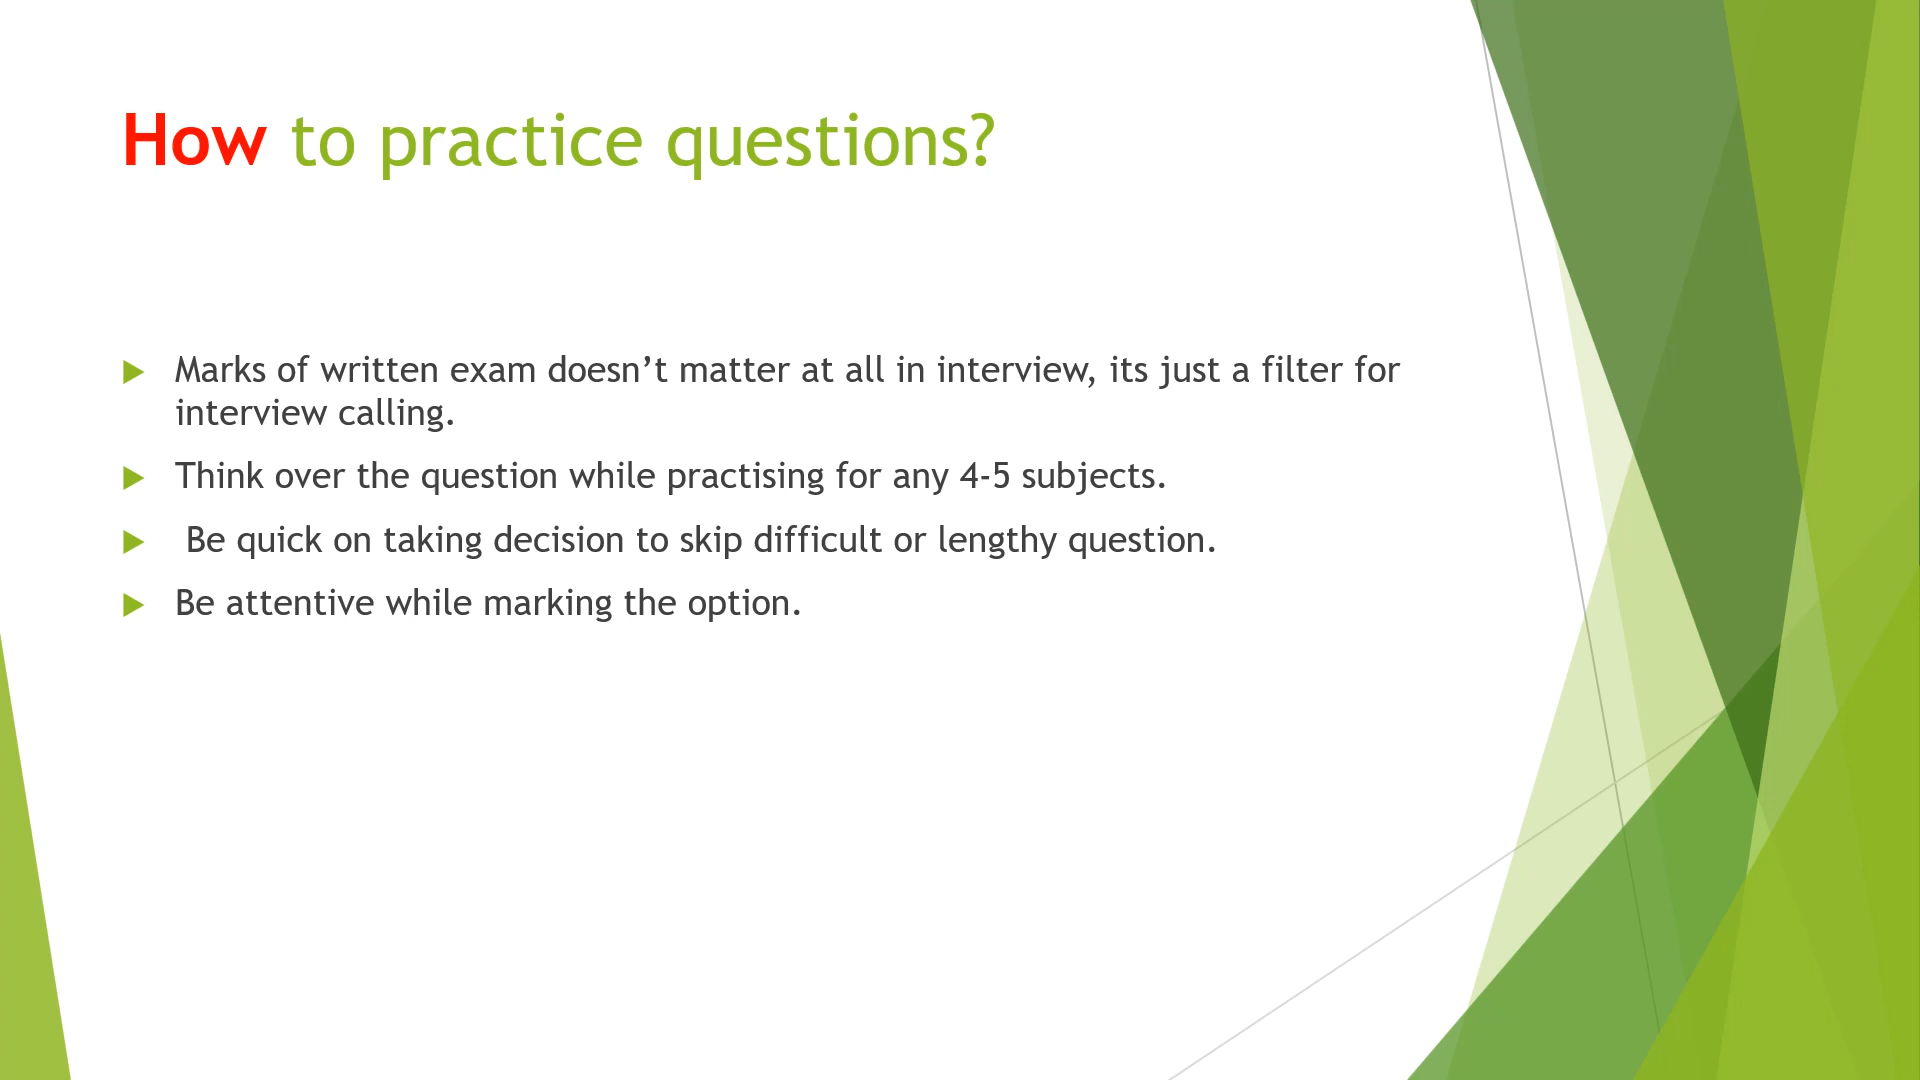 How to practice questions?
Marks of written exam doesn’t matter at all in interview, its just a filter for
interview calling.
Think over the question while practising for any 4-5 subjects.
Be quick on taking decision to skip difficult or lengthy question.
Be attentive while marking the option.